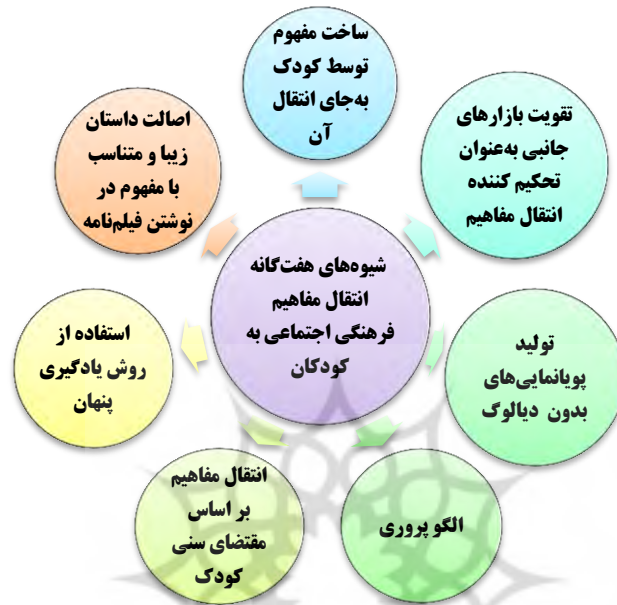 ساخت مفهوم
توسط کودک
به‌جای انتقال
آن
تقویت بازارهای
جانبی به‌عنوان
تحکیم کننده
انتقال مفاهیم
تولید
پویانمایی‌های
بدون دیالوگ
الگو پروری
انتقال مفاهیم
بر اساس
مقتضای سنی
کودک
استفاده از
روش یادگیری
پنهان
اصالت داستان
زیبا و متناسب
با مفهوم در
نوشتن فیلم‌نامه
شیوه‌های هفت‌گانه
انتقال مفاهیم
فرهنگی اجتماعی به
کودکان